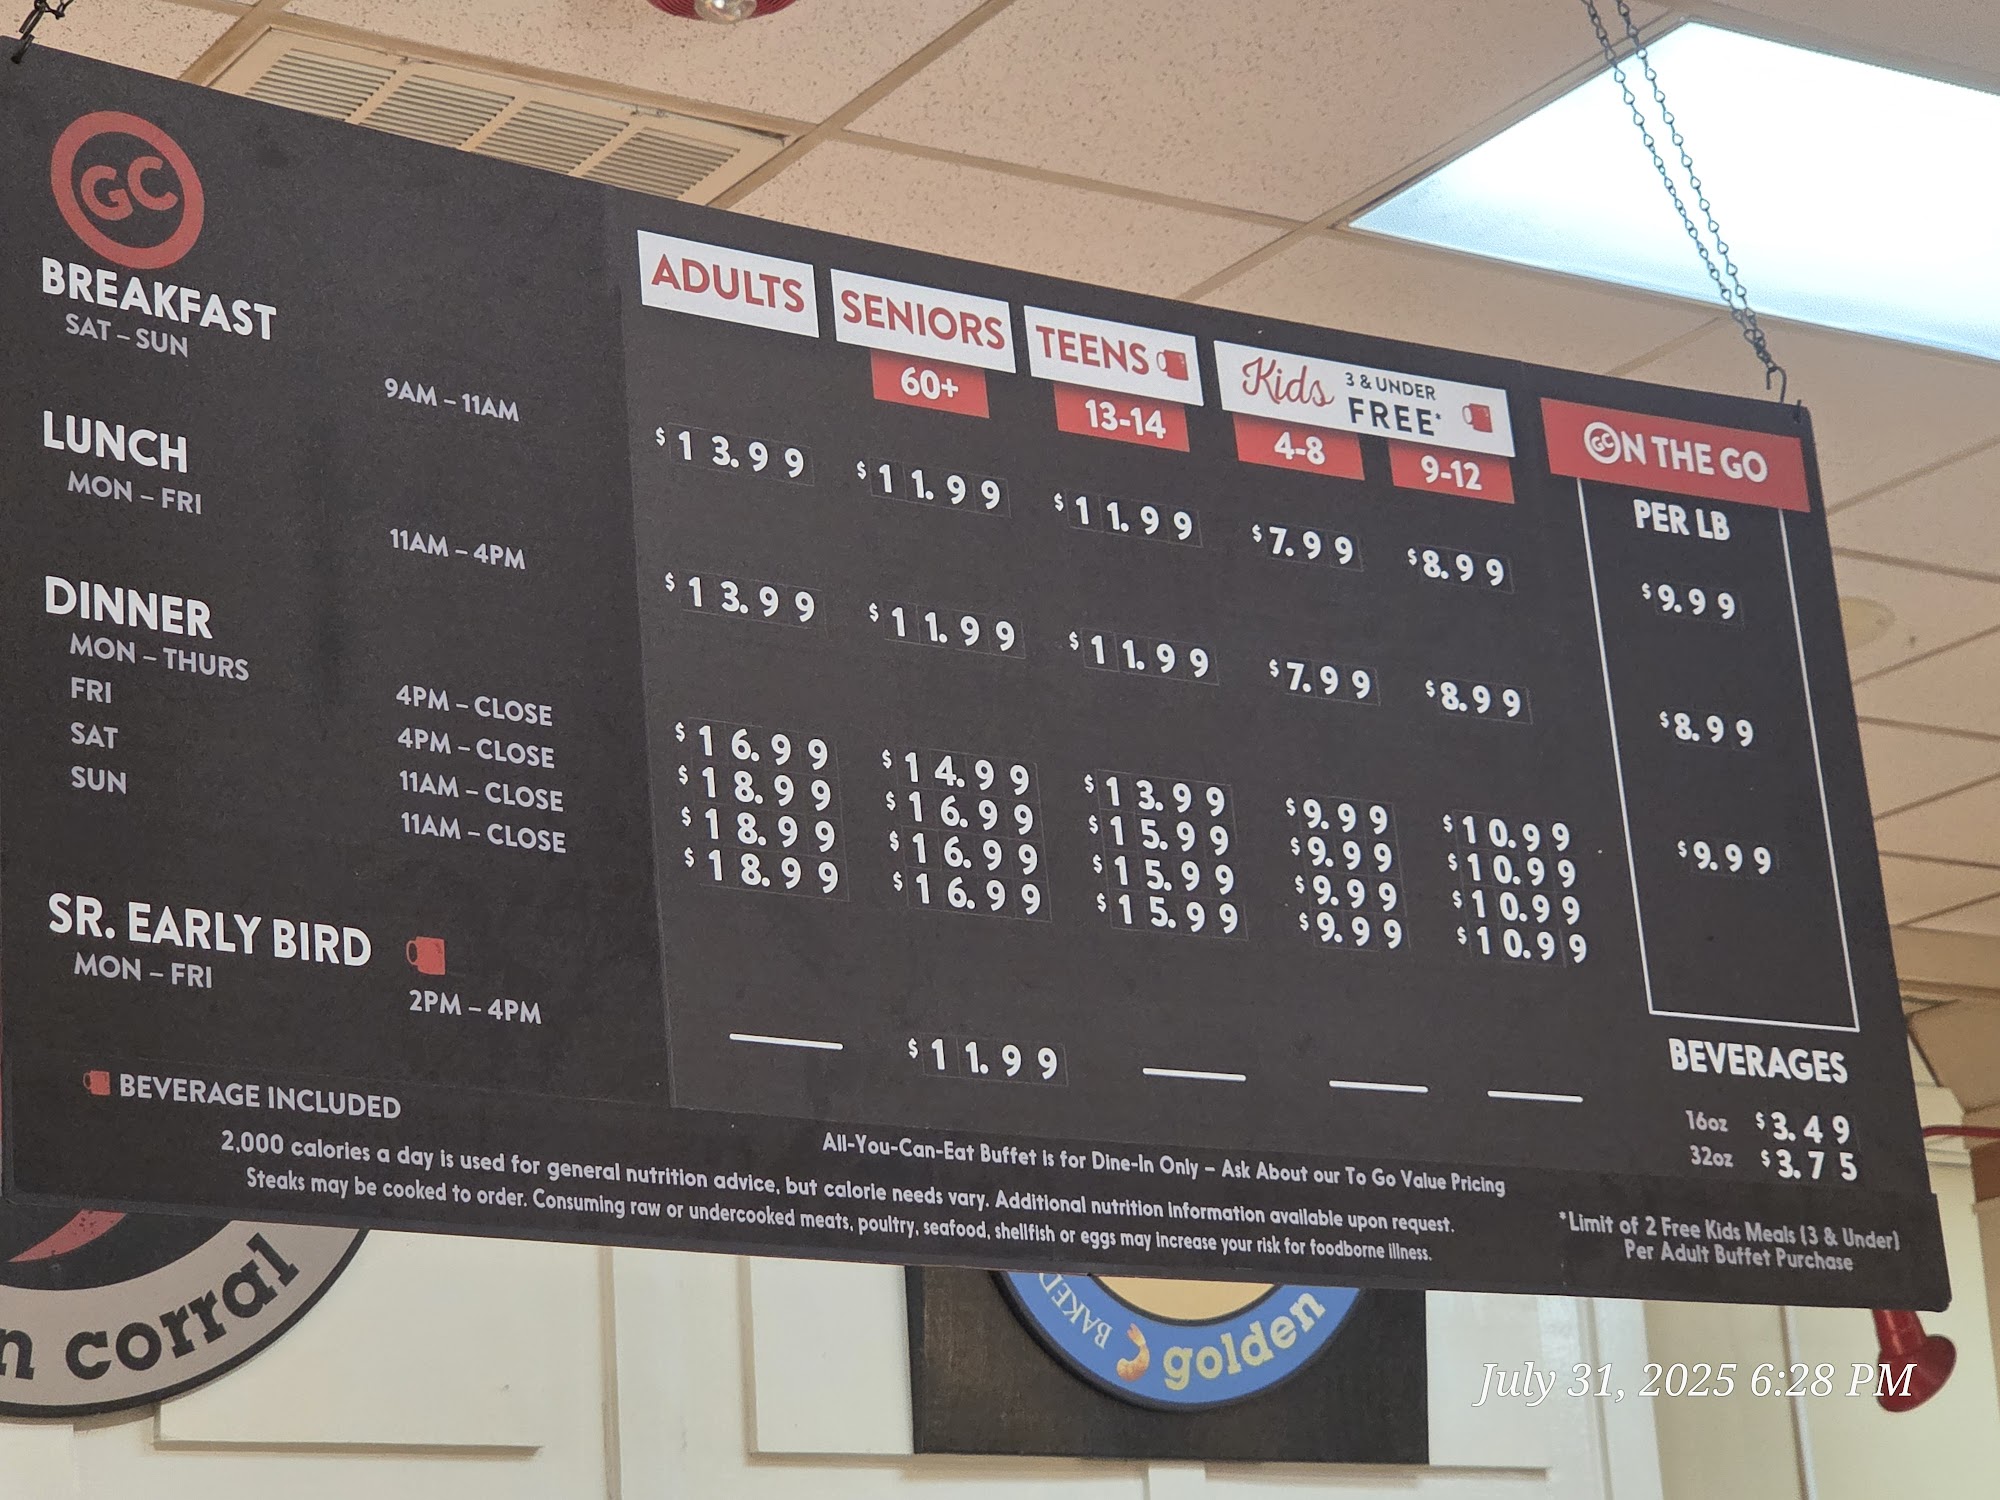 GC
BREAKFAST
SAT – SUN
9AM – 11AM
LUNCH
MON – FRI
11AM – 4PM
DINNER
MON – THURS
FRI
SAT
SUN
4PM – CLOSE
4PM – CLOSE
11AM – CLOSE
11AM – CLOSE
SR. EARLY BIRD
MON – FRI
2PM – 4PM
BEVERAGE INCLUDED
ADULTS
SENIORS
60+
TEENS
13-14
Kids 3 & UNDER FREE*
4-8
9-12
$13.99 $11.99 $11.99 $7.99 $8.99
$13.99 $11.99 $11.99 $7.99 $8.99
$16.99 $14.99 $13.99 $9.99 $10.99
$18.99 $16.99 $15.99 $9.99 $10.99
$18.99 $16.99 $15.99 $9.99 $10.99
$18.99 $16.99 $15.99 $9.99 $10.99
$11.99
GC ON THE GO
PER LB
$9.99
$8.99
$9.99
BEVERAGES
16oz $3.49
32oz $3.75
All-You-Can-Eat Buffet is for Dine-In Only – Ask About our To Go Value Pricing
2,000 calories a day is used for general nutrition advice, but calorie needs vary. Additional nutrition information available upon request.
Steaks may be cooked to order. Consuming raw or undercooked meats, poultry, seafood, shellfish or eggs may increase your risk for foodborne illness.
*Limit of 2 Free Kids Meals (3 & Under)
Per Adult Buffet Purchase
n corral
BAKED
golden
July 31, 2025 6:28 PM